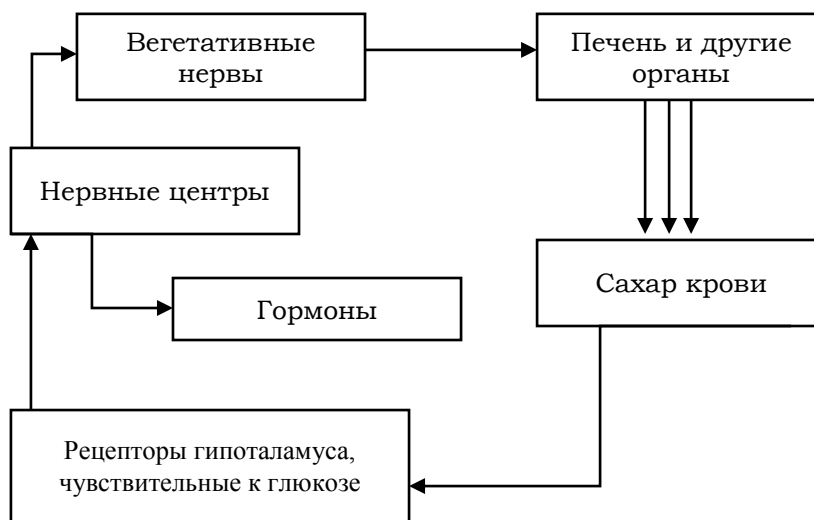 Вегетативные
нервы
Печень и другие
органы
Нервные центры
Сахар крови
Гормоны
Рецепторы гипоталамуса,
чувствительные к глюкозе